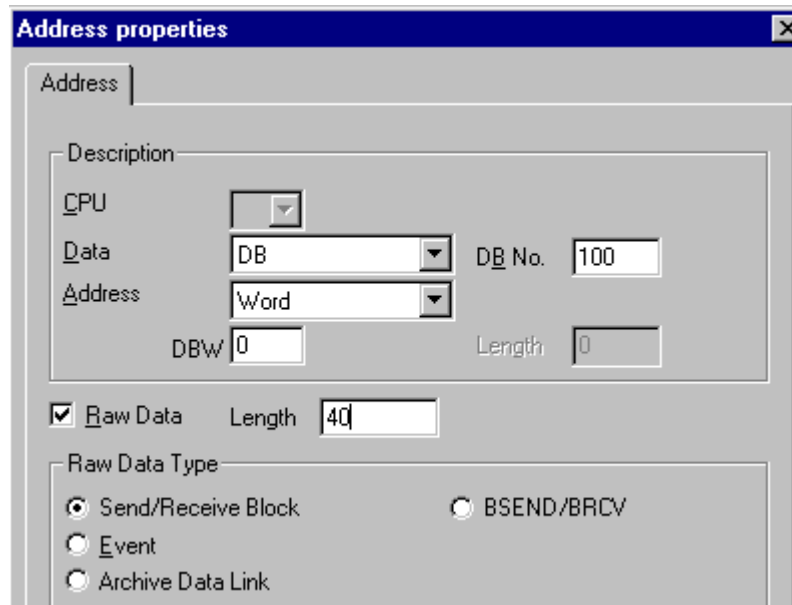 Address properties
Address
Description
CPU
Data DB DB No. 100
Address Word
DBW 0 Length 0
Raw Data Length 40
Raw Data Type
Send/Receive Block BSEND/BRCV
Event
Archive Data Link